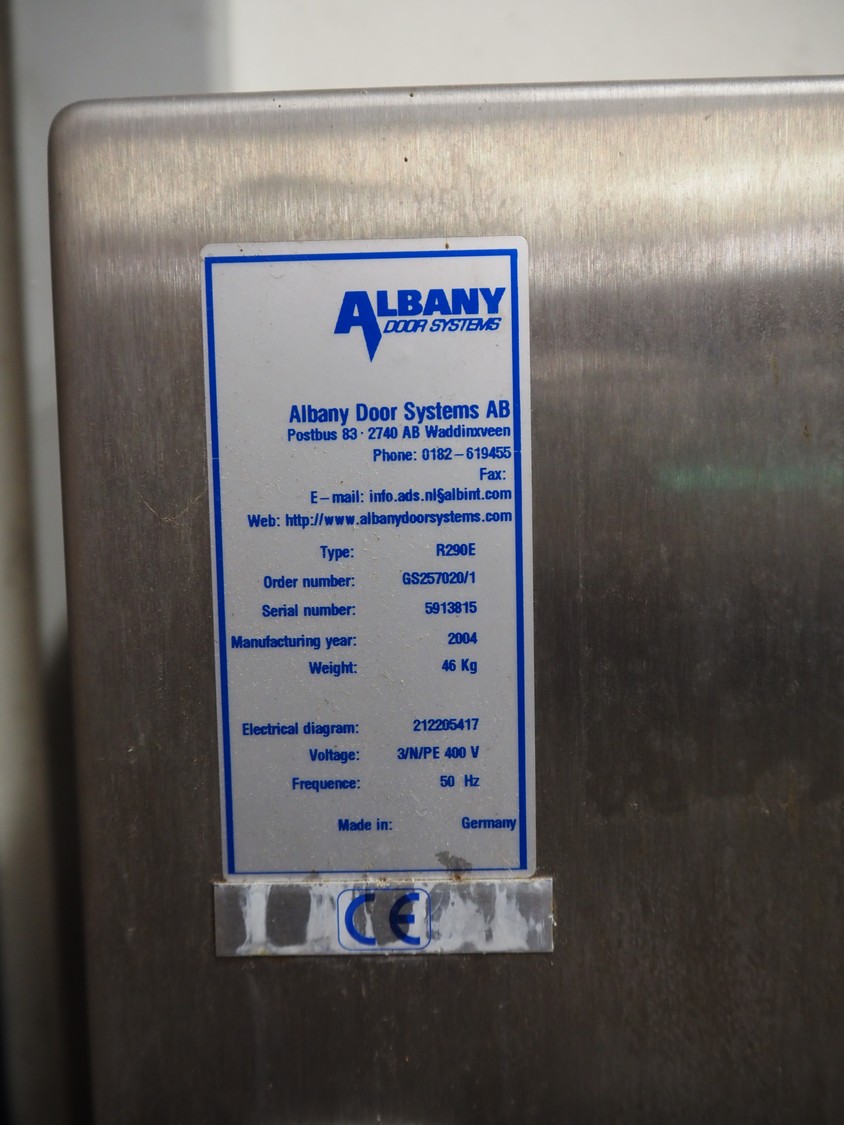 ALBANY
DOOR SYSTEMS
Albany Door Systems AB
Postbus 83 · 2740 AB Waddinxveen
Phone: 0182-619455
Fax:
E-mail: info.ads.nl§albint.com
Web: http://www.albanydoorsystems.com
Type: R290E
Order number: GS257020/1
Serial number: 5913815
Manufacturing year: 2004
Weight: 46 Kg
Electrical diagram: 212205417
Voltage: 3/N/PE 400 V
Frequence: 50 Hz
Made in: Germany
CE